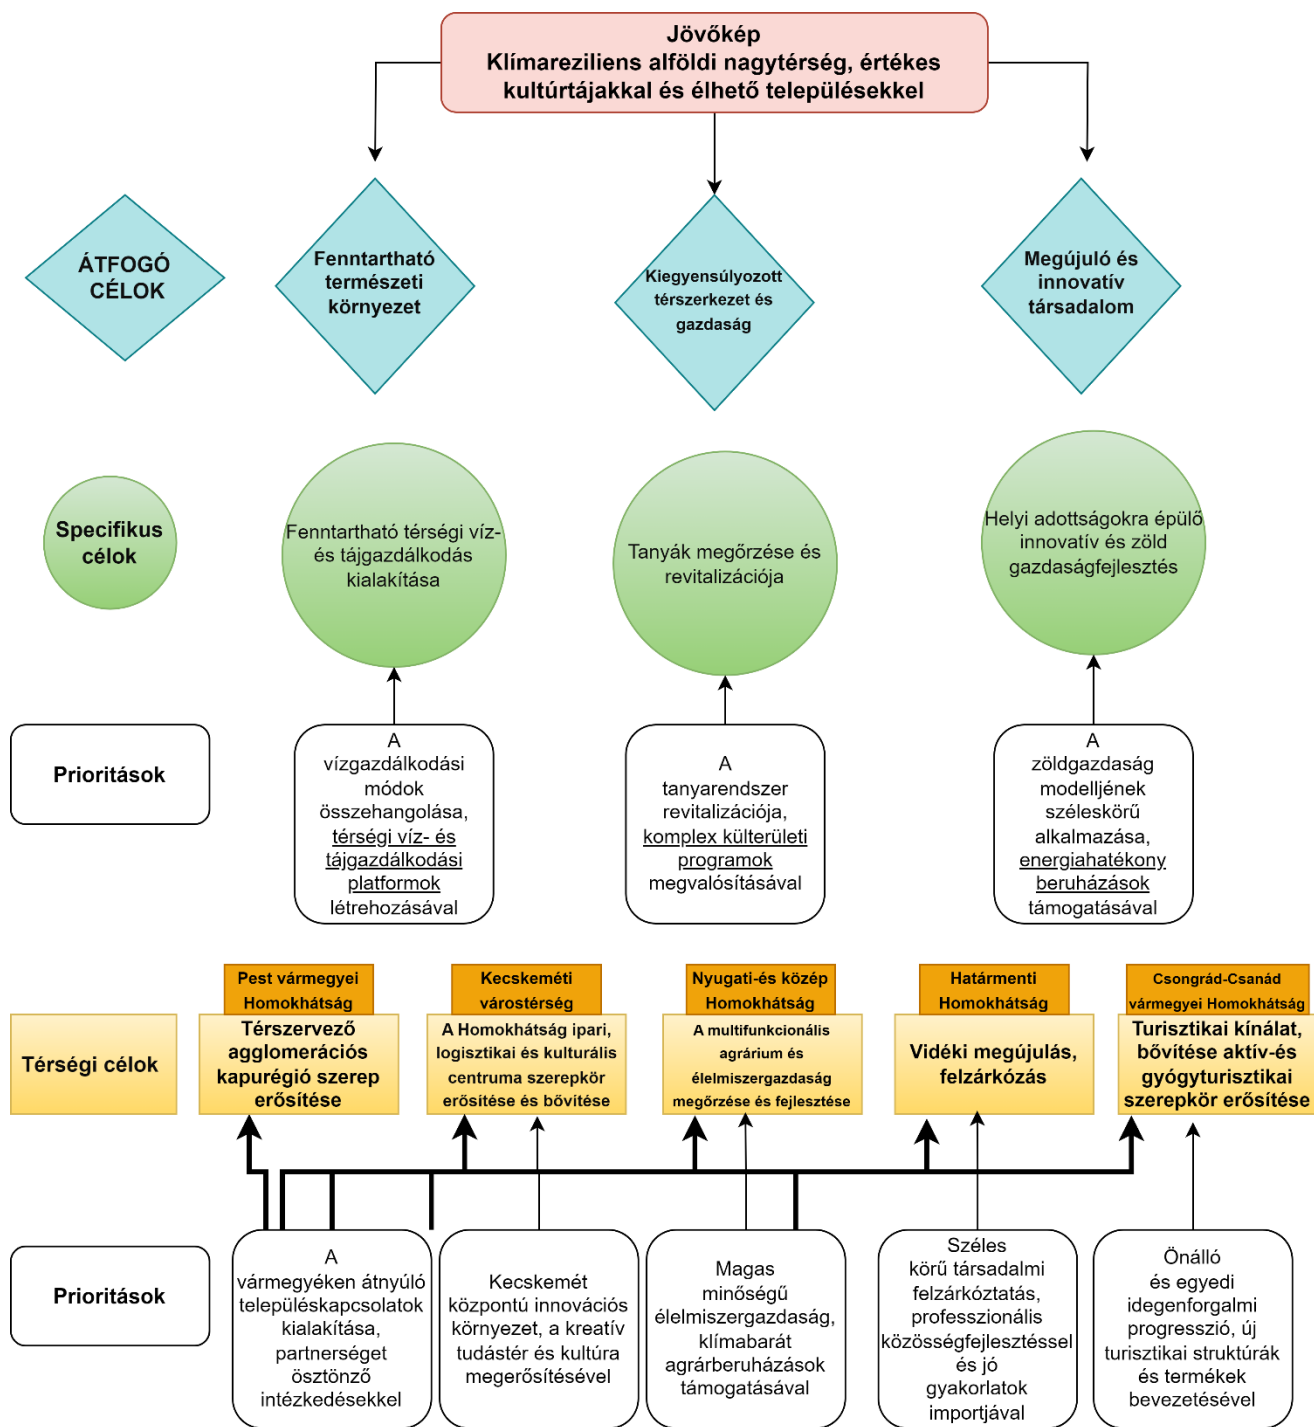 Jövőkép
Klímareziliens alföldi nagytérség, értékes
kultúrtájakkal és élhető településekkel
ÁTFOGÓ
CÉLOK
Fenntartható
természeti
környezet
Kiegyensúlyozott
térszerkezet és
gazdaság
Megújuló és
innovatív
társadalom
Specifikus
célok
Fenntartható térségi víz-
és tájgazdálkodás
kialakítása
Tanyák megőrzése és
revitalizációja
Helyi adottságokra épülő
innovatív és zöld
gazdaságfejlesztés
Prioritások
A
vízgazdálkodási
módok
összehangolása,
térségi víz- és
tájgazdálkodási
platformok
létrehozásával
A
tanyarendszer
revitalizációja,
komplex külterületi
programok
megvalósításával
A
zöldgazdaság
modelljének
széleskörű
alkalmazása,
energiahatékony
beruházások
támogatásával
Térségi célok
Pest vármegyei
Homokhátság
Térszervező
agglomerációs
kapurégió szerep
erősítése
Kecskeméti
várostérség
A Homokhátság ipari,
logisztikai és kulturális
centruma szerepkör
erősítése és bővítése
Nyugati-és közép
Homokhátság
A multifunkcionális
agrárium és
élelmiszergazdaság
megőrzése és fejlesztése
Határmenti
Homokhátság
Vidéki megújulás,
felzárkózás
Csongrád-Csanád
vármegyei Homokhátság
Turisztikai kínálat,
bővítése aktív-és
gyógyturisztikai
szerepkör erősítése
Prioritások
A
vármegyéken átnyúló
településkapcsolatok
kialakítása,
partnerséget
ösztönző
intézkedésekkel
Kecskemét
központú innovációs
környezet, a kreatív
tudástér és kultúra
megerősítésével
Magas
minőségű
élelmiszergazdaság,
klímabarát
agrárberuházások
támogatásával
Széles
körű társadalmi
felzárkóztatás,
professzionális
közösségfejlesztéssel
és jó
gyakorlatok
importjával
Önálló
és egyedi
idegenforgalmi
progresszió, új
turisztikai struktúrák
és termékek
bevezetésével